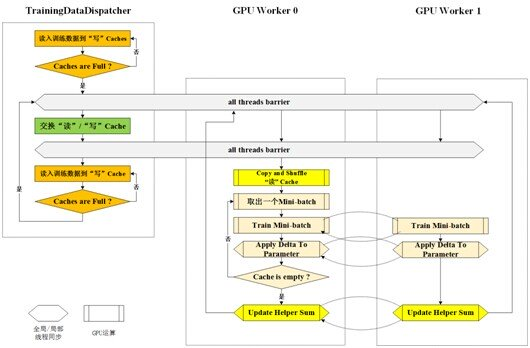 TrainingDataDispatcher
GPU Worker 0
GPU Worker 1
读入训练数据到“写”Caches
否
Caches are Full ?
是
all threads barrier
交换“读”/“写”Cache
all threads barrier
是
读入训练数据到“写”Cache
否
Caches are Full ?
Copy and Shuffle
“读”Cache
取出一个Mini-batch
Train Mini-batch
Train Mini-batch
否
Apply Delta To
Parameter
Apply Delta To
Parameter
Cache is empty ?
是
Update Helper Sum
Update Helper Sum
全局/局部
线程同步
GPU运算